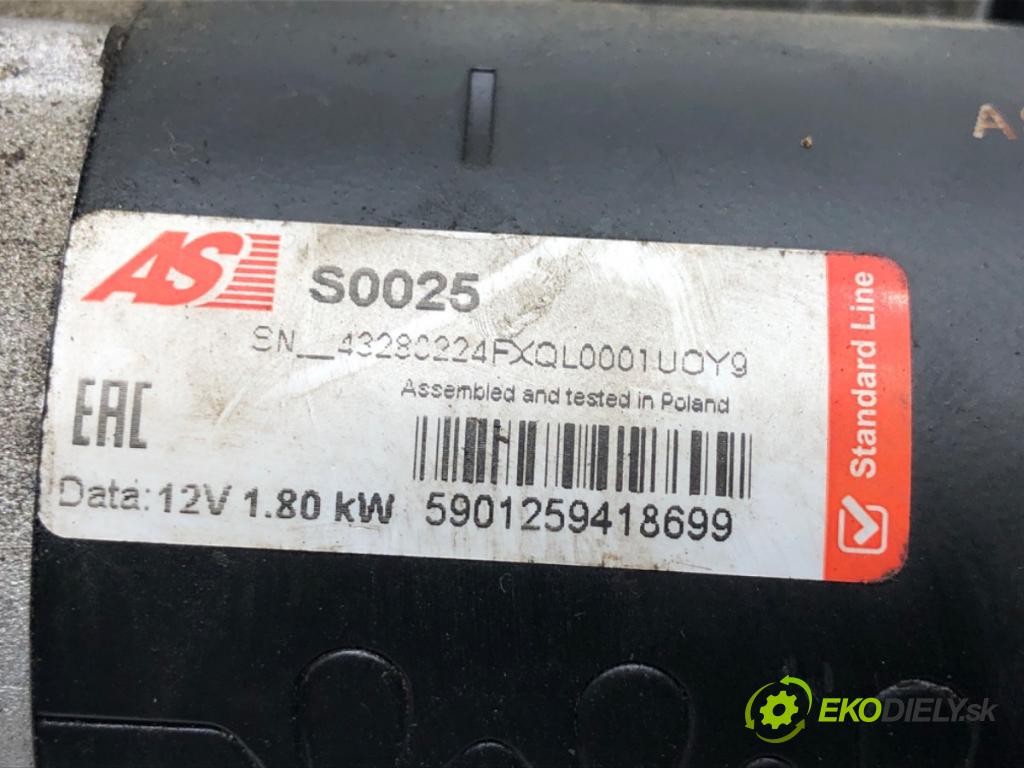 AS
S0025
SN__43280224FXQL0001UOY9
Assembled and tested in Poland
EAC
Data: 12V 1.80 kW
5901259418699
Standard Line
EKODIELY.sk